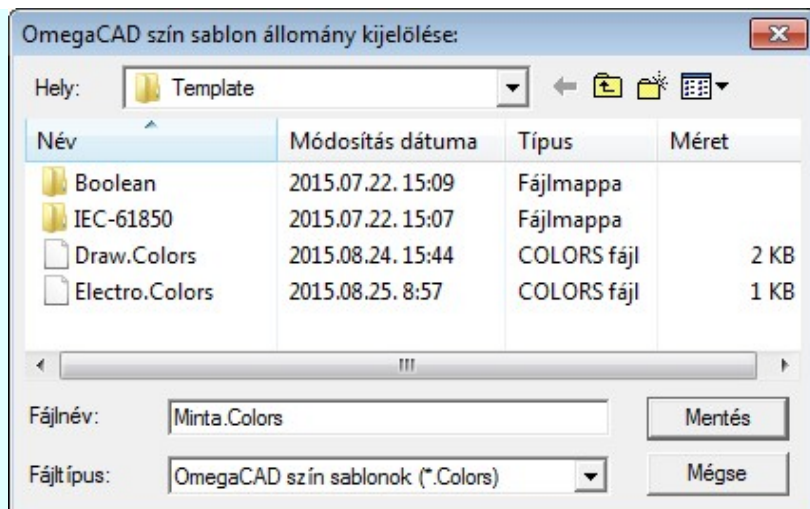 OmegaCAD szín sablon állomány kijelölése:
Hely: Template
Név Módosítás dátuma Típus Méret
Boolean 2015.07.22. 15:09 Fájlmappa
IEC-61850 2015.07.22. 15:07 Fájlmappa
Draw.Colors 2015.08.24. 15:44 COLORS fájl 2 KB
Electro.Colors 2015.08.25. 8:57 COLORS fájl 1 KB
Fájlnév: Minta.Colors Mentés
Fájltípus: OmegaCAD szín sablonok (*.Colors) Mégse